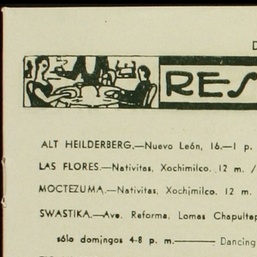 RES
ALT HEILDERBERG.—Nuevo León, 16.—1 p.
LAS FLORES.—Nativitas, Xochimilco. 12 m. /
MOCTEZUMA.—Nativitas, Xochimilco. 12 m.
SWASTIKA.—Ave. Reforma. Lomas Chapultep
sólo domingos 4-8 p. m.———: Dancing